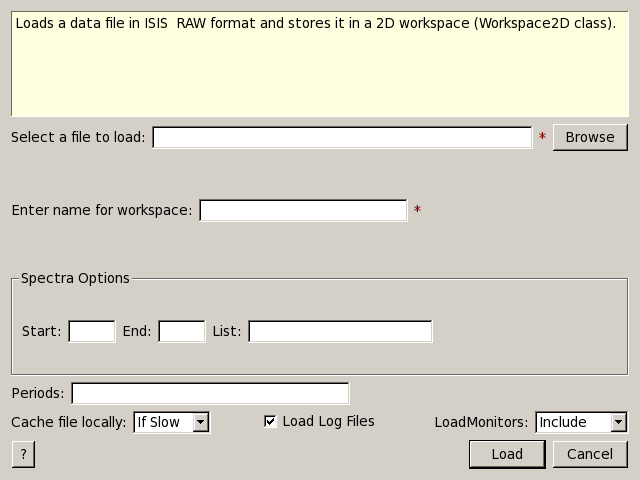 Loads a data file in ISIS  RAW format and stores it in a 2D workspace (Workspace2D class).
Select a file to load: * Browse
Enter name for workspace: *
Spectra Options
Start: End: List:
Periods:
Cache file locally: If Slow Load Log Files LoadMonitors: Include
? Load Cancel